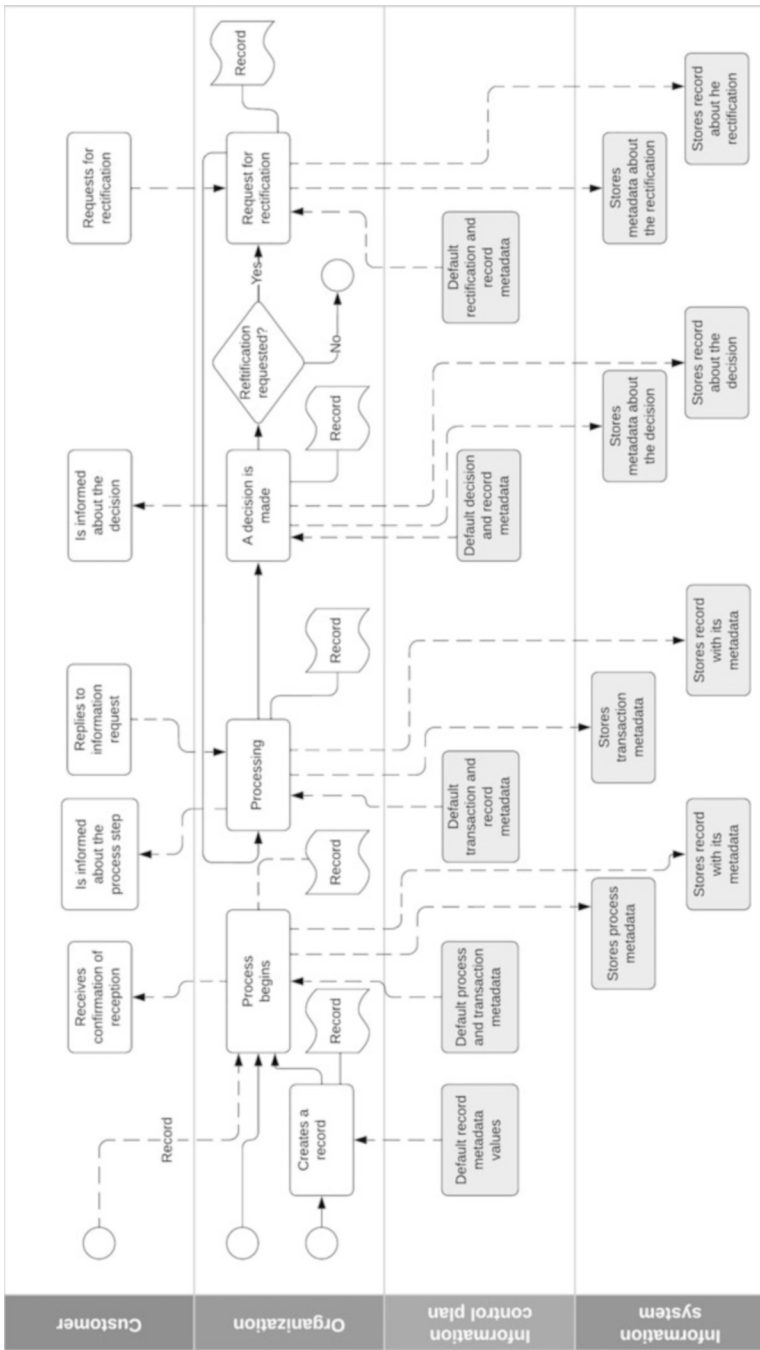 Customer
Receives
confirmation of
reception
Is informed
about the
process step
Replies to
information
request
Is informed
about the
decision
Requests for
rectification
Record
Organization
Creates a
record
Record
Process
begins
Record
Processing
Record
A decision is
made
Record
Reftification
requested?
Yes
No
Request for
rectification
Record
Information
control plan
Default record
metadata
values
Default process
and transaction
metadata
Default
transaction and
record
metadata
Default decision
and record
metadata
Default
rectification and
record
metadata
Information
system
Stores process
metadata
Stores record
with its
metadata
Stores
transaction
metadata
Stores record
with its
metadata
Stores
metadata about
the decision
Stores record
about the
decision
Stores
metadata about
the rectification
Stores record
about he
rectification